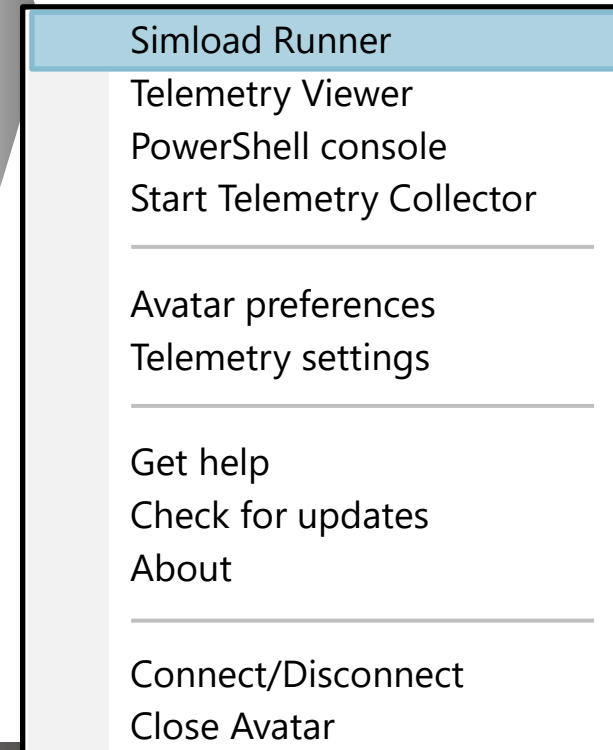 Simload Runner
Telemetry Viewer
PowerShell console
Start Telemetry Collector
Avatar preferences
Telemetry settings
Get help
Check for updates
About
Connect/Disconnect
Close Avatar